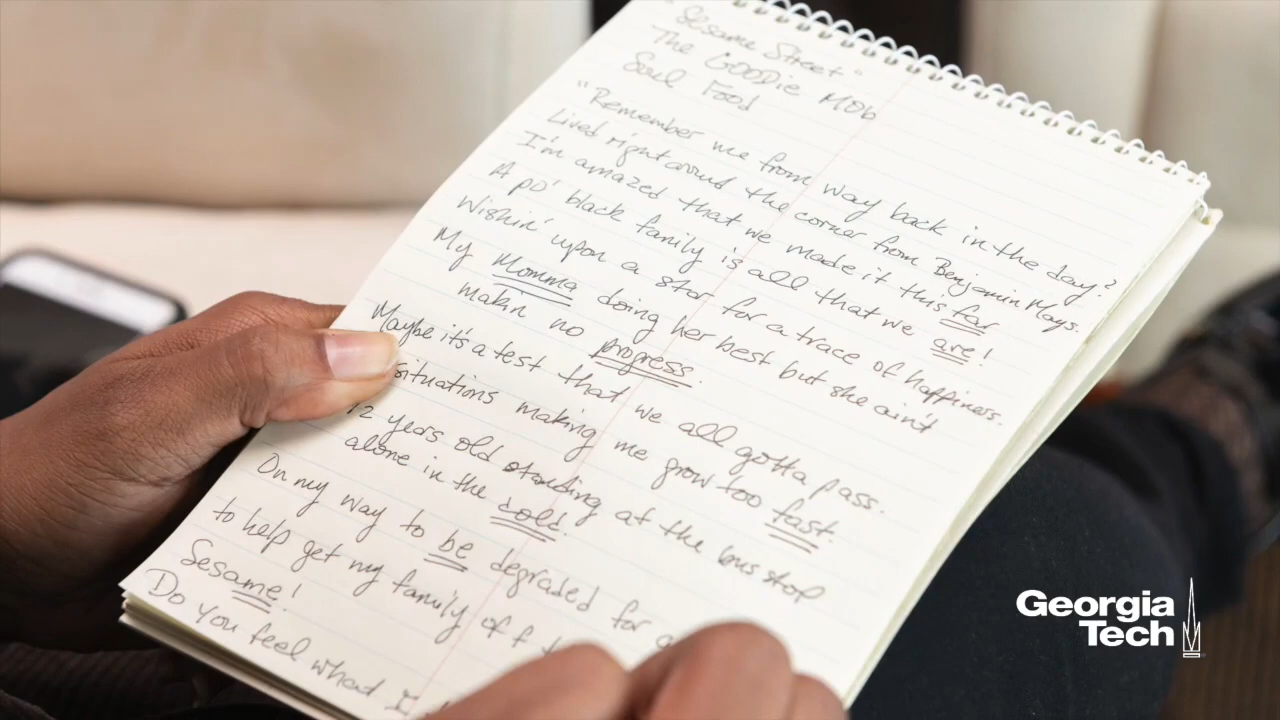 "Sesame Street"
The GOODie MOb
Soul Food
"Remember me from way back in the day?
Lived right around the corner from Benjamin Mays.
I'm amazed that we made it this far
A po' black family is all that we are!
Wishin' upon a star for a trace of happiness.
My Momma doing her best but she ain't
makin no progress.
Maybe it's a test that we all gotta pass.
situations making me grow too fast.
12 years old standing at the bus stop
alone in the cold.
On my way to be degraded for
to help get my family off
Sesame!
Do You feel what I
Georgia
Tech